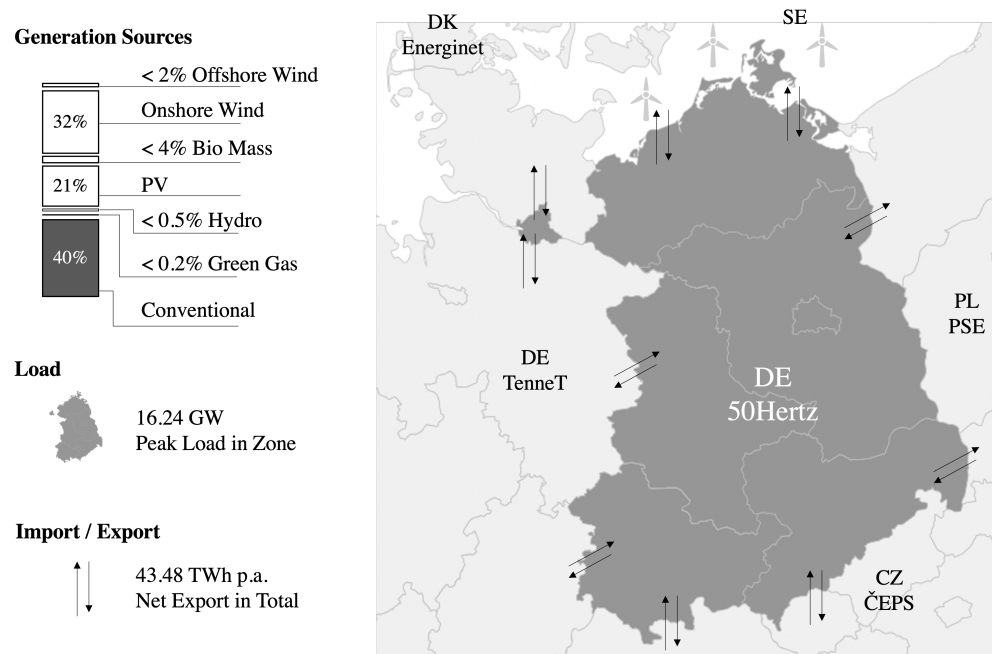 Generation Sources
< 2% Offshore Wind
32%
Onshore Wind
< 4% Bio Mass
21%
PV
< 0.5% Hydro
40%
< 0.2% Green Gas
Conventional
Load
16.24 GW
Peak Load in Zone
Import / Export
43.48 TWh p.a.
Net Export in Total
DK
Energinet
SE
PL
PSE
DE
TenneT
DE
50Hertz
CZ
ČEPS